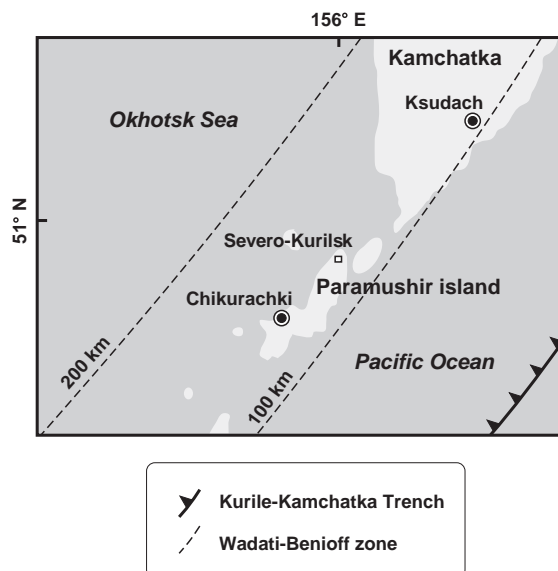 156° E
Kamchatka
Ksudach
Okhotsk Sea
51° N
Severo-Kurilsk
Paramushir island
Chikurachki
200 km
100 km
Pacific Ocean
Kurile-Kamchatka Trench
Wadati-Benioff zone